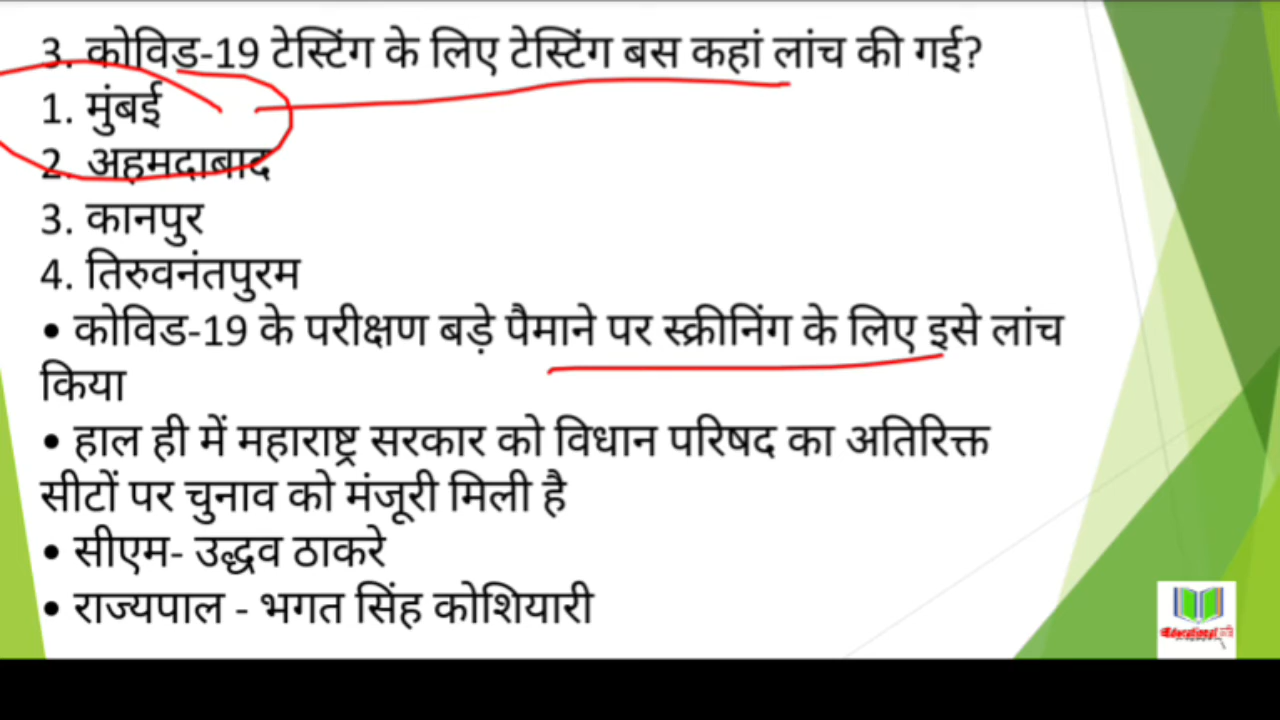 3. कोविड-19 टेस्टिंग के लिए टेस्टिंग बस कहां लांच की गई?
1. मुंबई
2. अहमदाबाद
3. कानपुर
4. तिरुवनंतपुरम
• कोविड-19 के परीक्षण बड़े पैमाने पर स्क्रीनिंग के लिए इसे लांच
किया
• हाल ही में महाराष्ट्र सरकार को विधान परिषद का अतिरिक्त
सीटों पर चुनाव को मंजूरी मिली है
• सीएम- उद्धव ठाकरे
• राज्यपाल - भगत सिंह कोशियारी
Educational